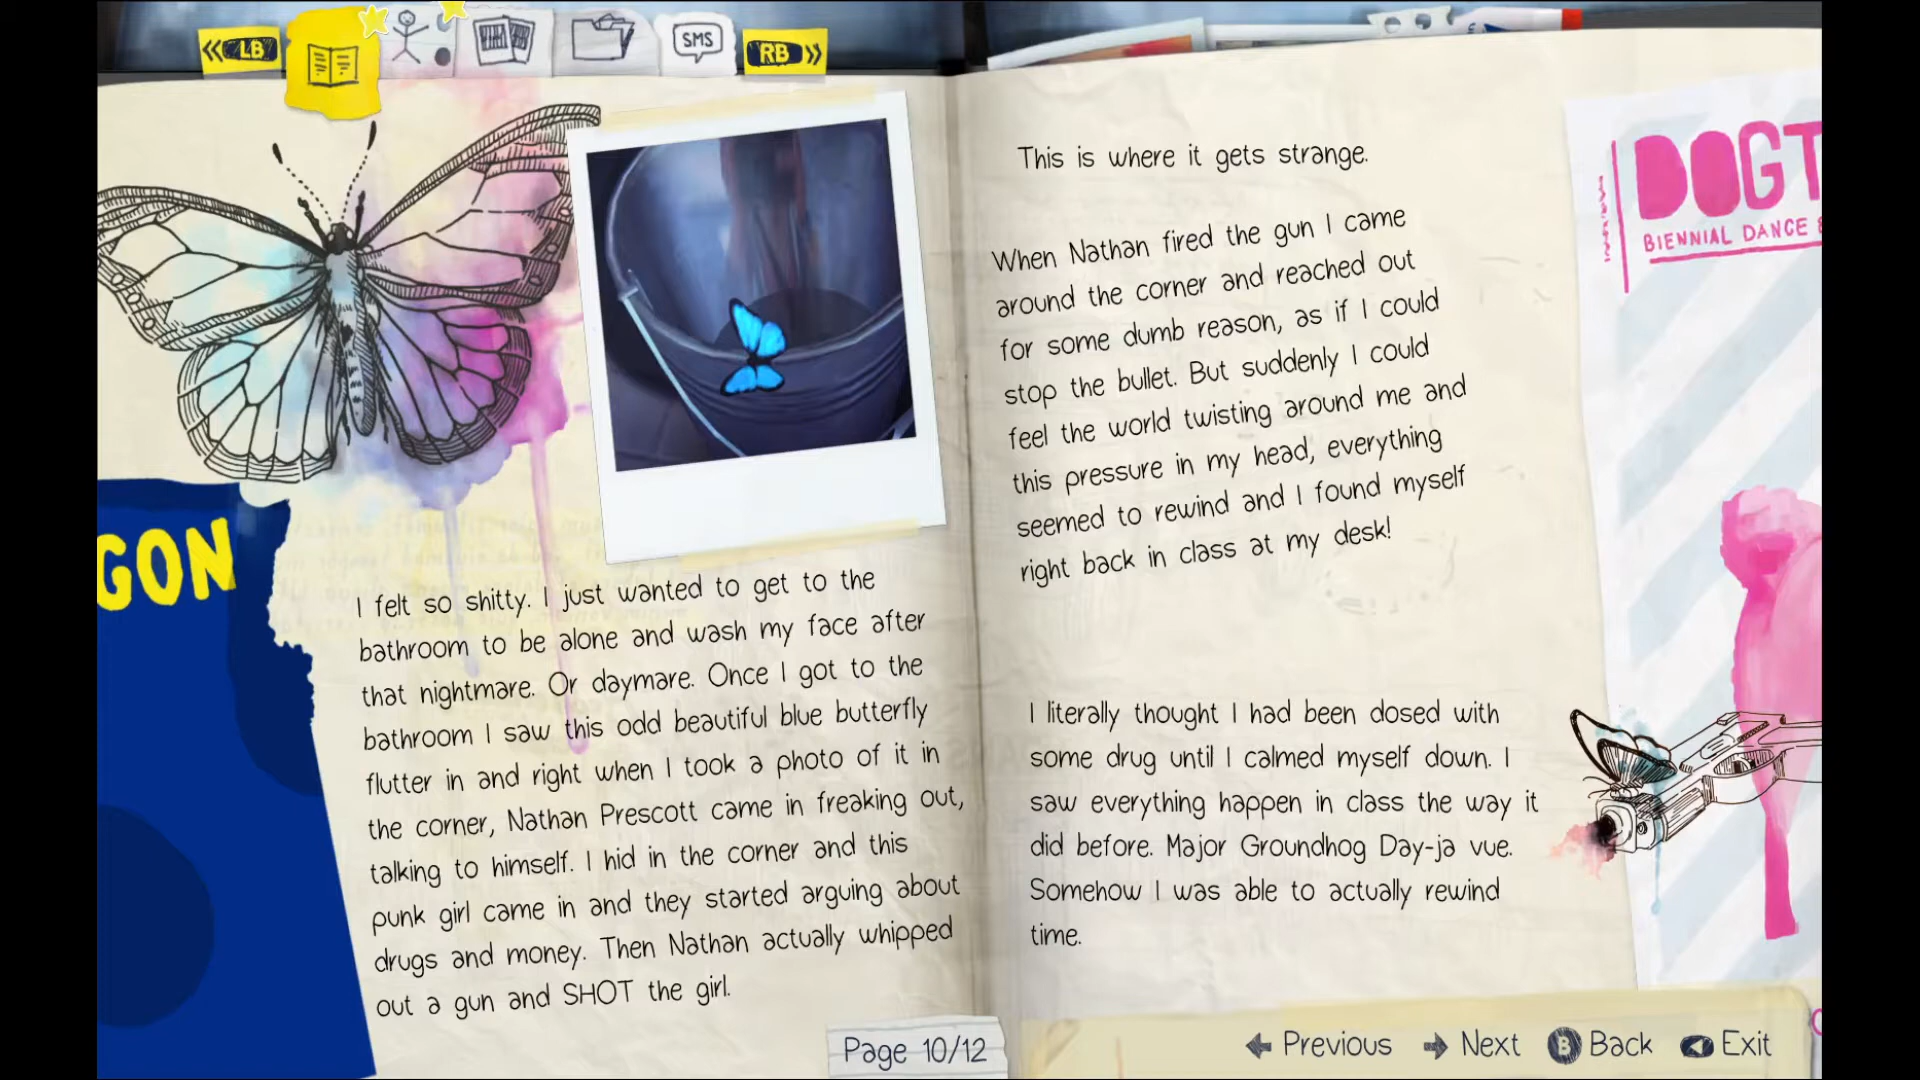 LB
SMS
RB
GON
I felt so shitty. I just wanted to get to the
bathroom to be alone and wash my face after
that nightmare. Or daymare. Once I got to the
bathroom I saw this odd beautiful blue butterfly
flutter in and right when I took a photo of it in
the corner, Nathan Prescott came in freaking out,
talking to himself. I hid in the corner and this
punk girl came in and they started arguing about
drugs and money. Then Nathan actually whipped
out a gun and SHOT the girl.
This is where it gets strange.
When Nathan fired the gun I came
around the corner and reached out
for some dumb reason, as if I could
stop the bullet. But suddenly I could
feel the world twisting around me and
this pressure in my head, everything
seemed to rewind and I found myself
right back in class at my desk!
I literally thought I had been dosed with
some drug until I calmed myself down. I
saw everything happen in class the way it
did before. Major Groundhog Day-ja vue.
Somehow I was able to actually rewind
time.
DOGT
BIENNIAL DANCE &
Page 10/12
Previous Next B Back Exit